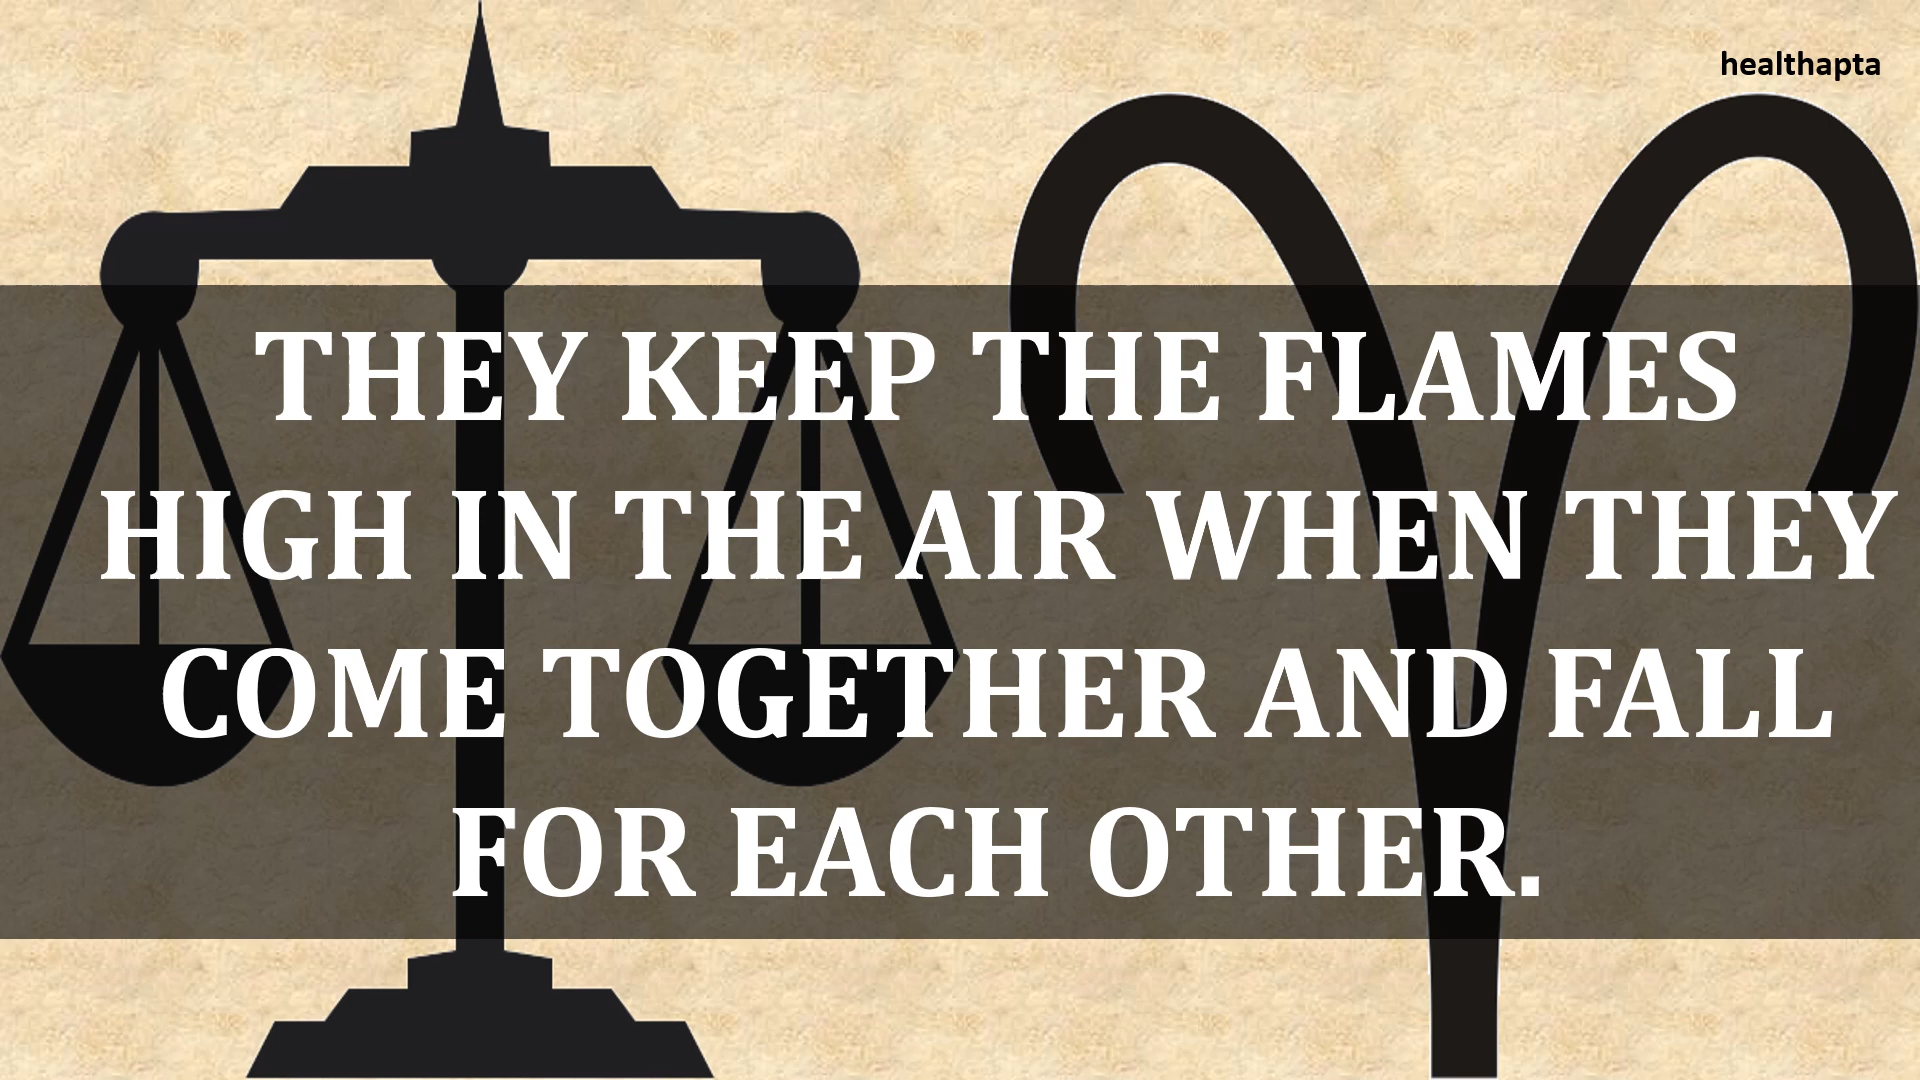 healthapta
THEY KEEP THE FLAMES
HIGH IN THE AIR WHEN THEY
COME TOGETHER AND FALL
FOR EACH OTHER.